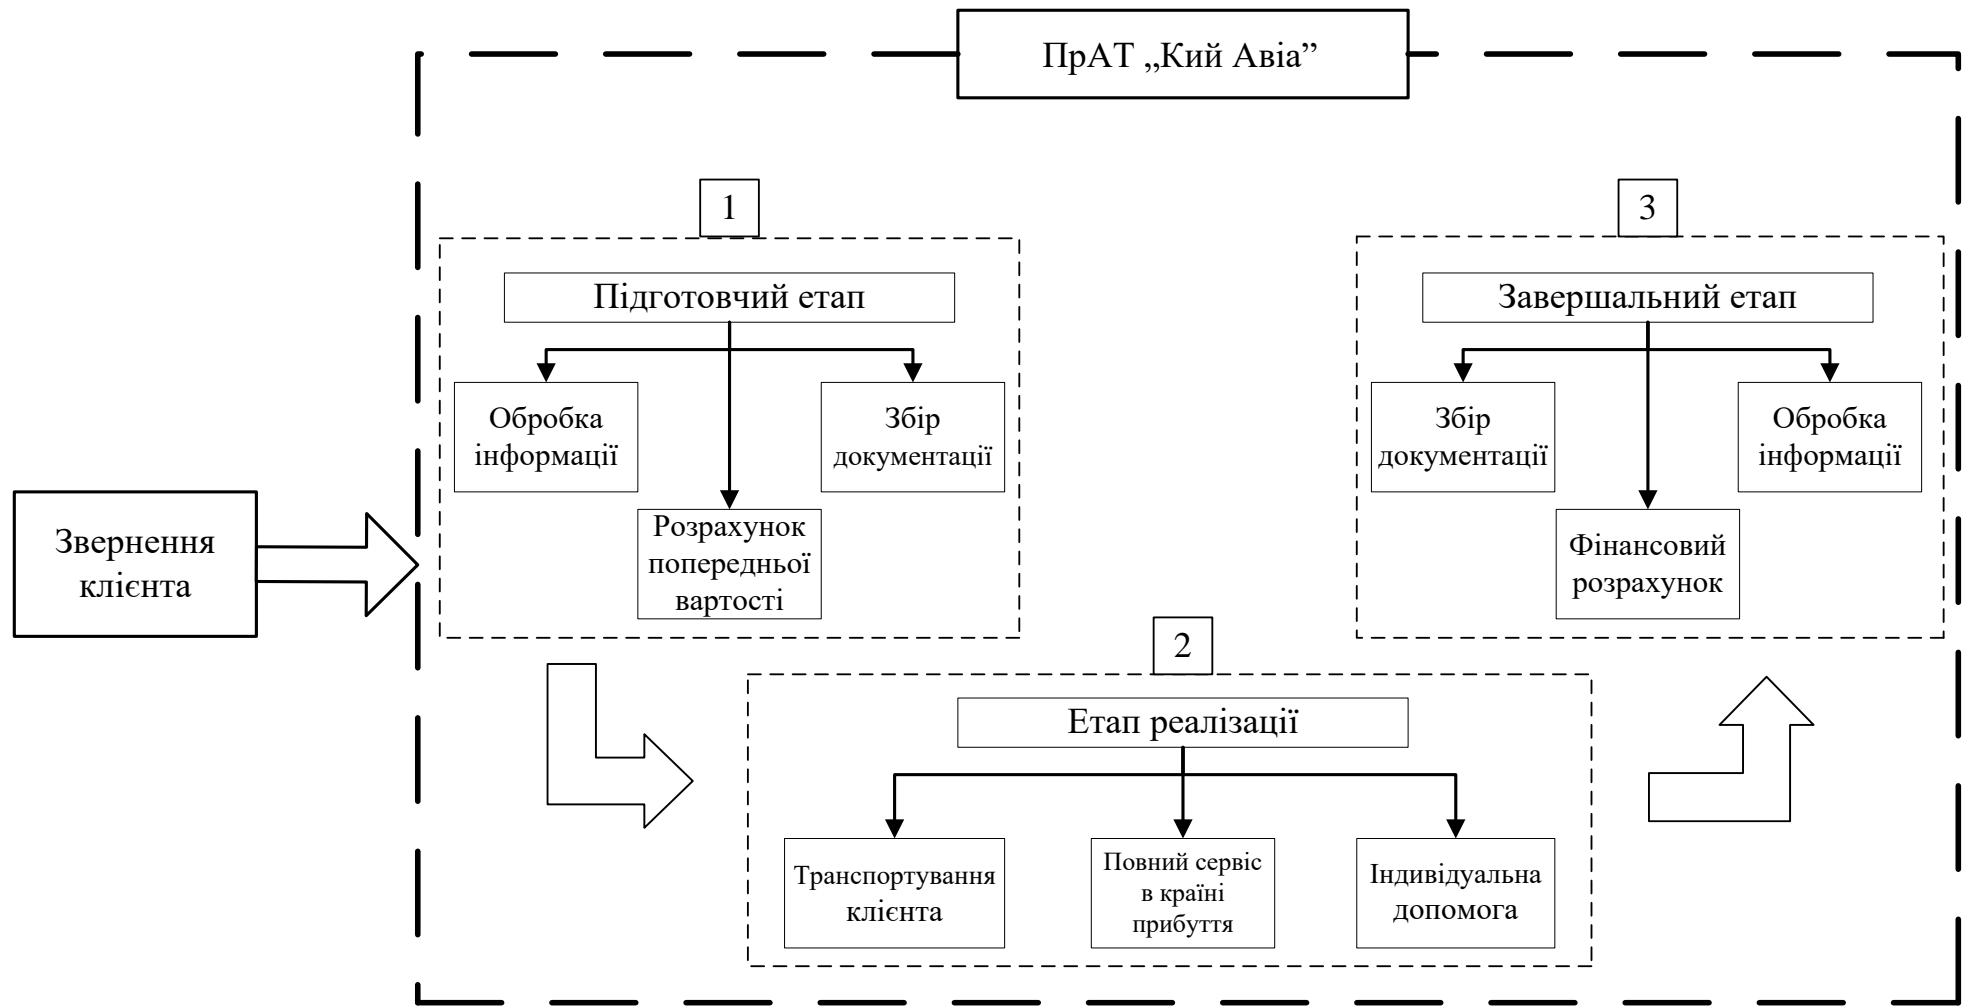 ПрАТ „Кий Авіа”
1
Підготовчий етап
Обробка
інформації
Збір
документації
Розрахунок
попередньої
вартості
Звернення
клієнта
2
Етап реалізації
Транспортування
клієнта
Повний сервіс
в країні
прибуття
Індивідуальна
допомога
3
Завершальний етап
Збір
документації
Обробка
інформації
Фінансовий
розрахунок